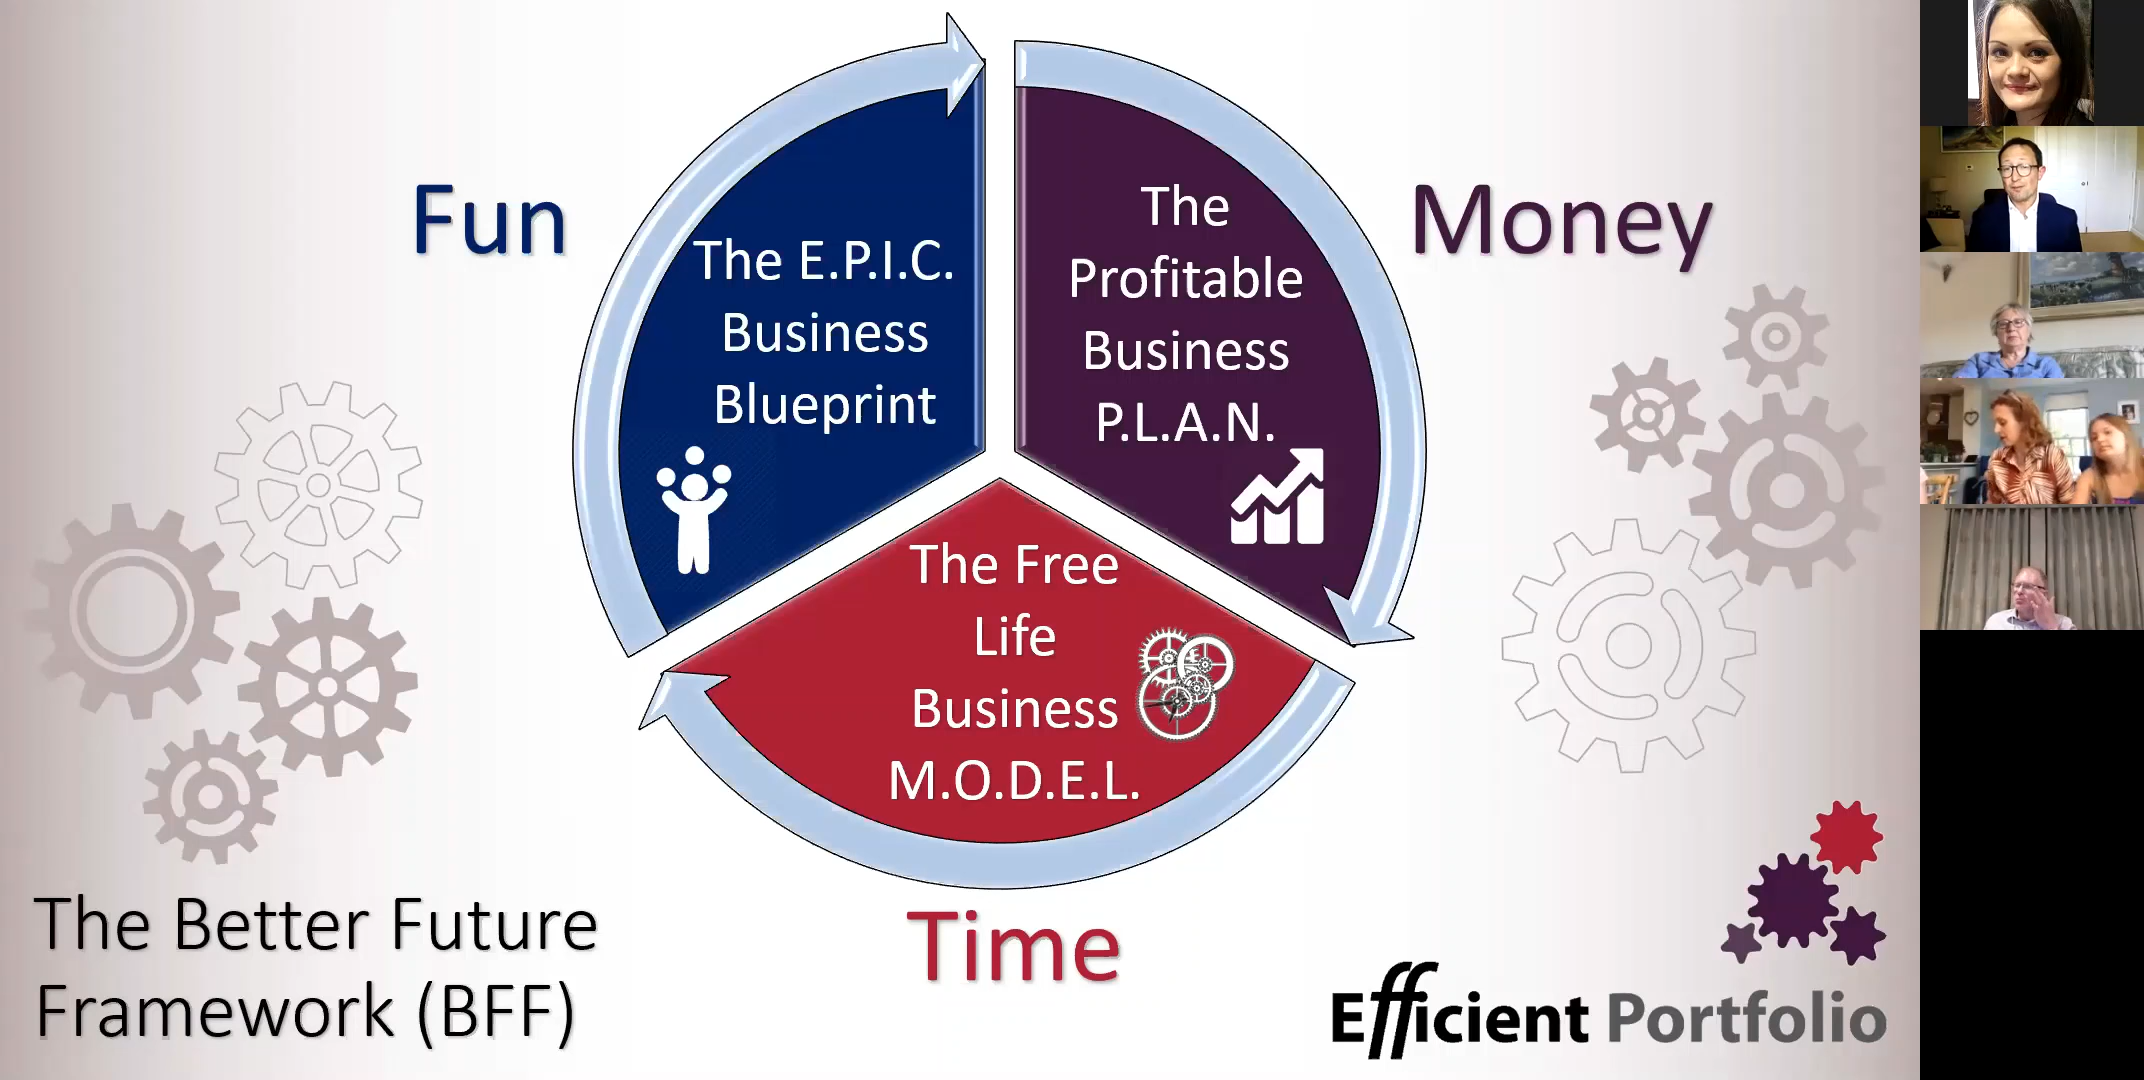 Fun
The E.P.I.C.
Business
Blueprint
The
Profitable
Business
P.L.A.N.
Money
The Free
Life
Business
M.O.D.E.L.
Time
The Better Future
Framework (BFF)
Efficient Portfolio